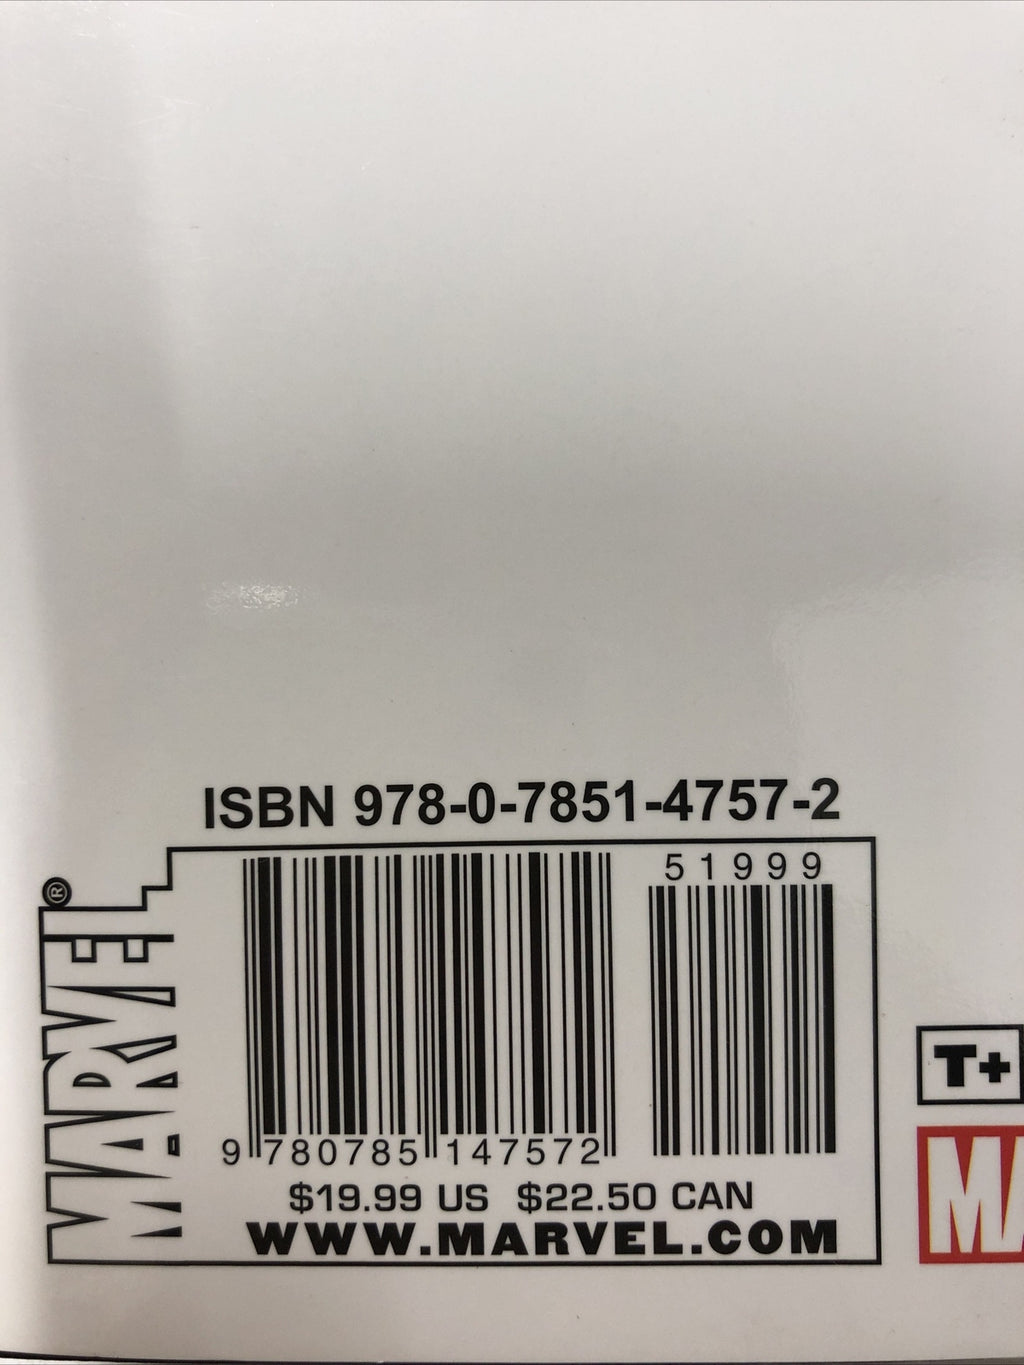 ISBN 978-0-7851-4757-2
51999
MARVEL®
9 780785 147572
$19.99 US $22.50 CAN
WWW.MARVEL.COM
T+
MA